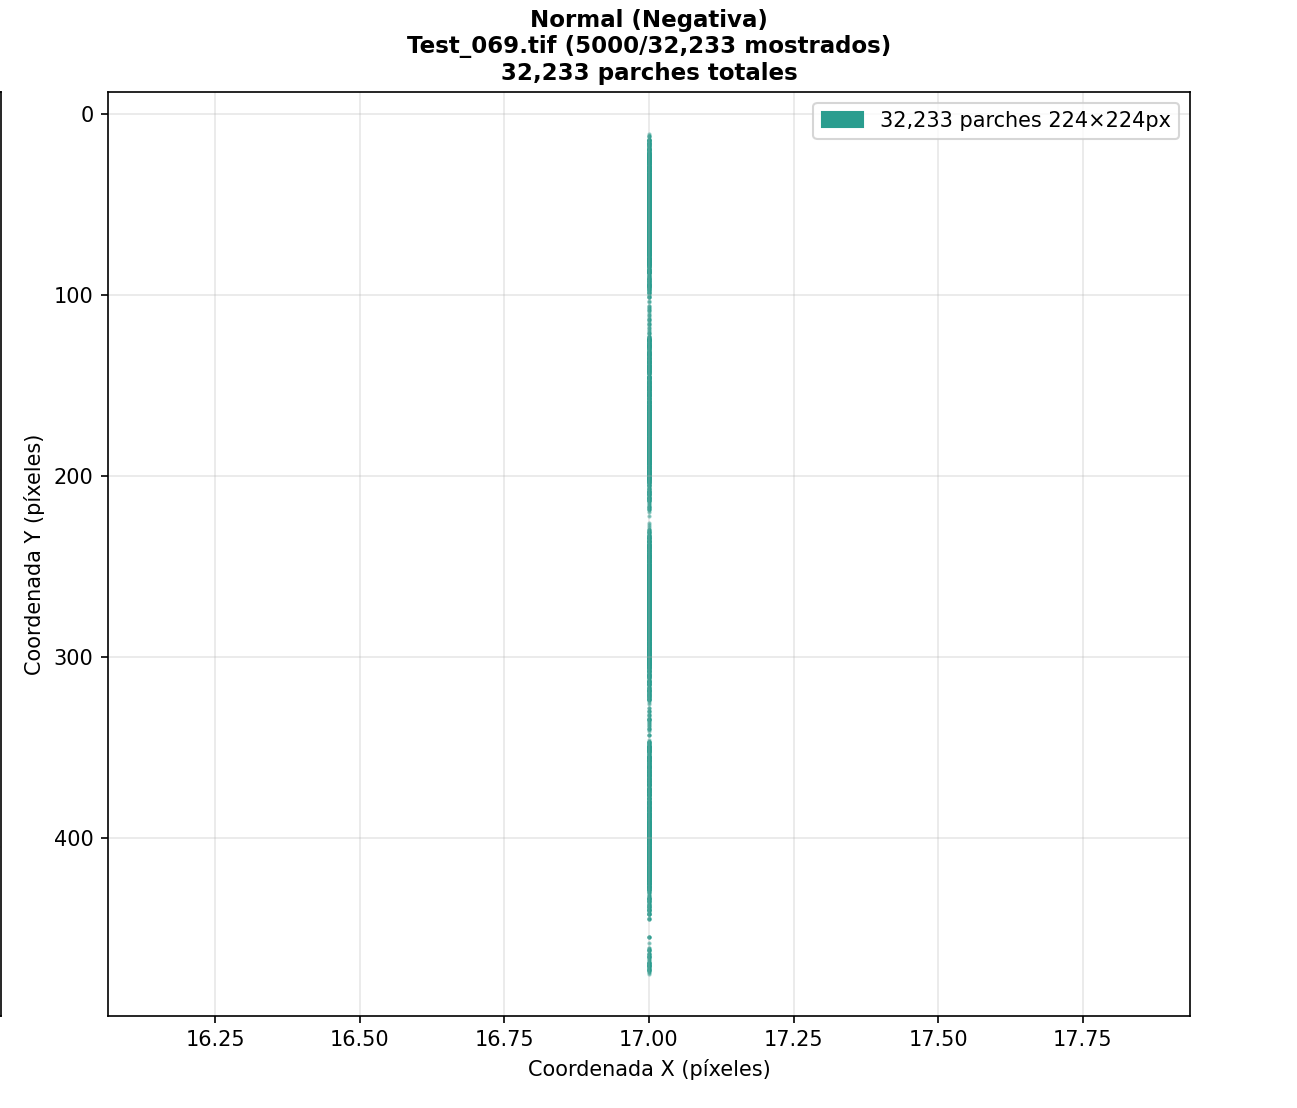 Normal (Negativa)
Test_069.tif (5000/32,233 mostrados)
32,233 parches totales
32,233 parches 224×224px
0
100
200
300
400
Coordenada Y (píxeles)
16.25 16.50 16.75 17.00 17.25 17.50 17.75
Coordenada X (píxeles)